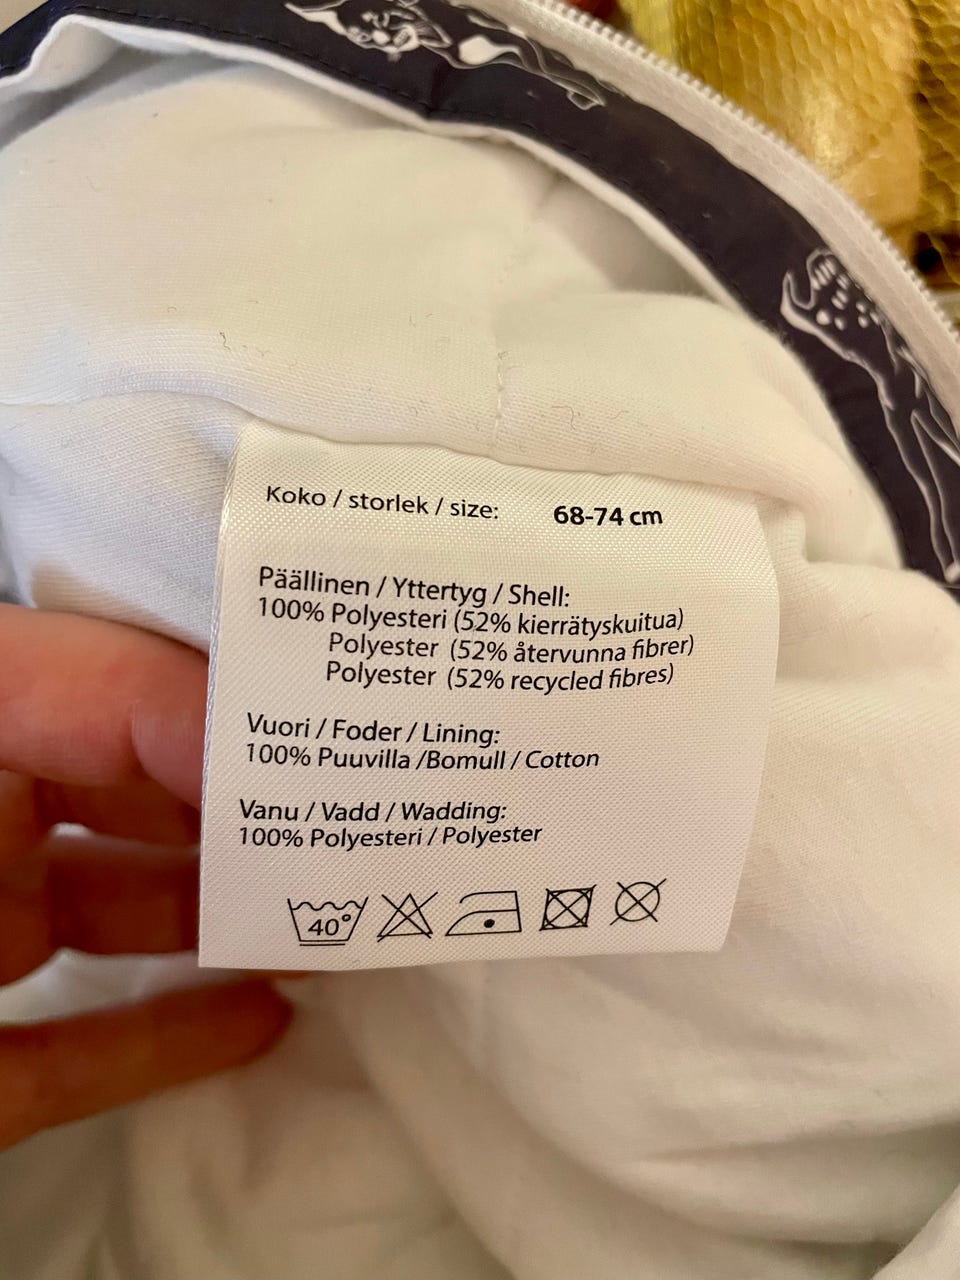 Koko / storlek / size: 68-74 cm
Päällinen / Yttertyg / Shell:
100% Polyesteri (52% kierrätyskuitua)
Polyester (52% återvunna fibrer)
Polyester (52% recycled fibres)
Vuori / Foder / Lining:
100% Puuvilla /Bomull / Cotton
Vanu / Vadd / Wadding:
100% Polyesteri / Polyester
40°